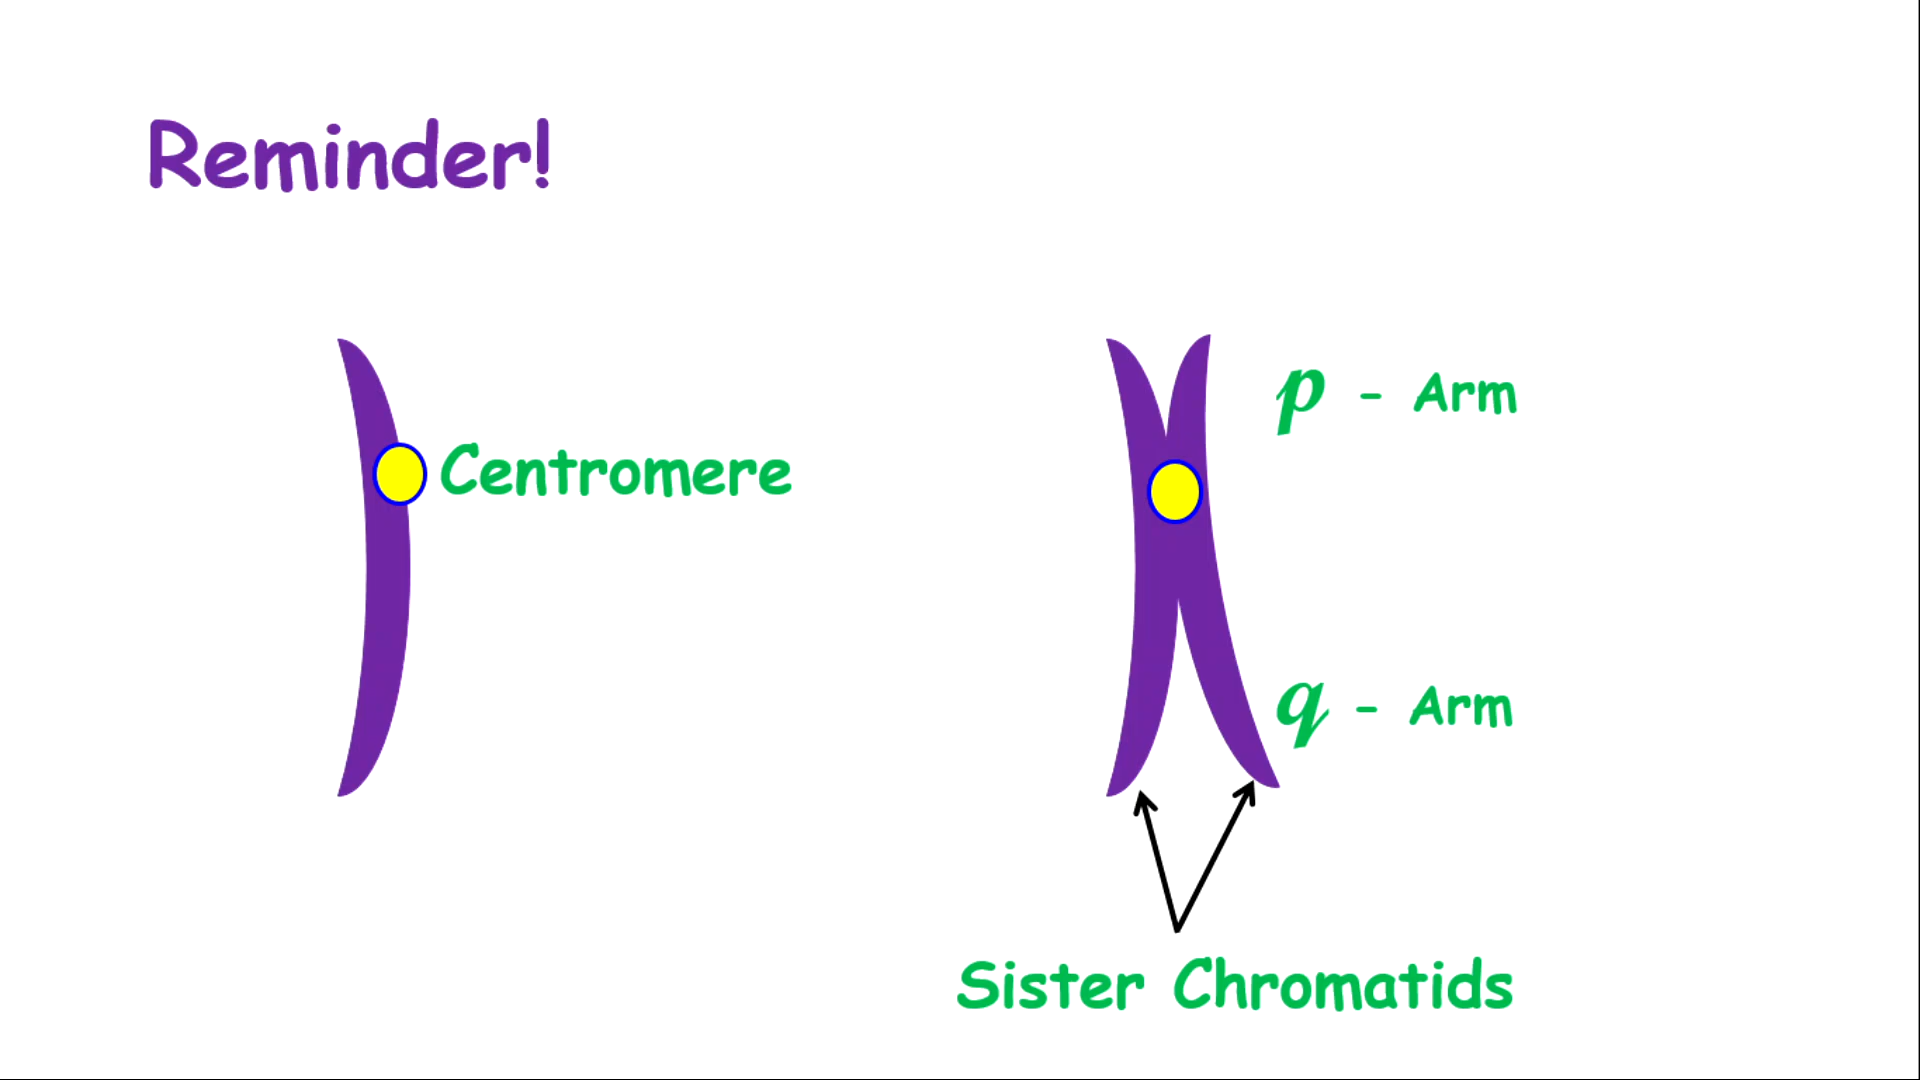 Reminder!
Centromere
p - Arm
q - Arm
Sister Chromatids